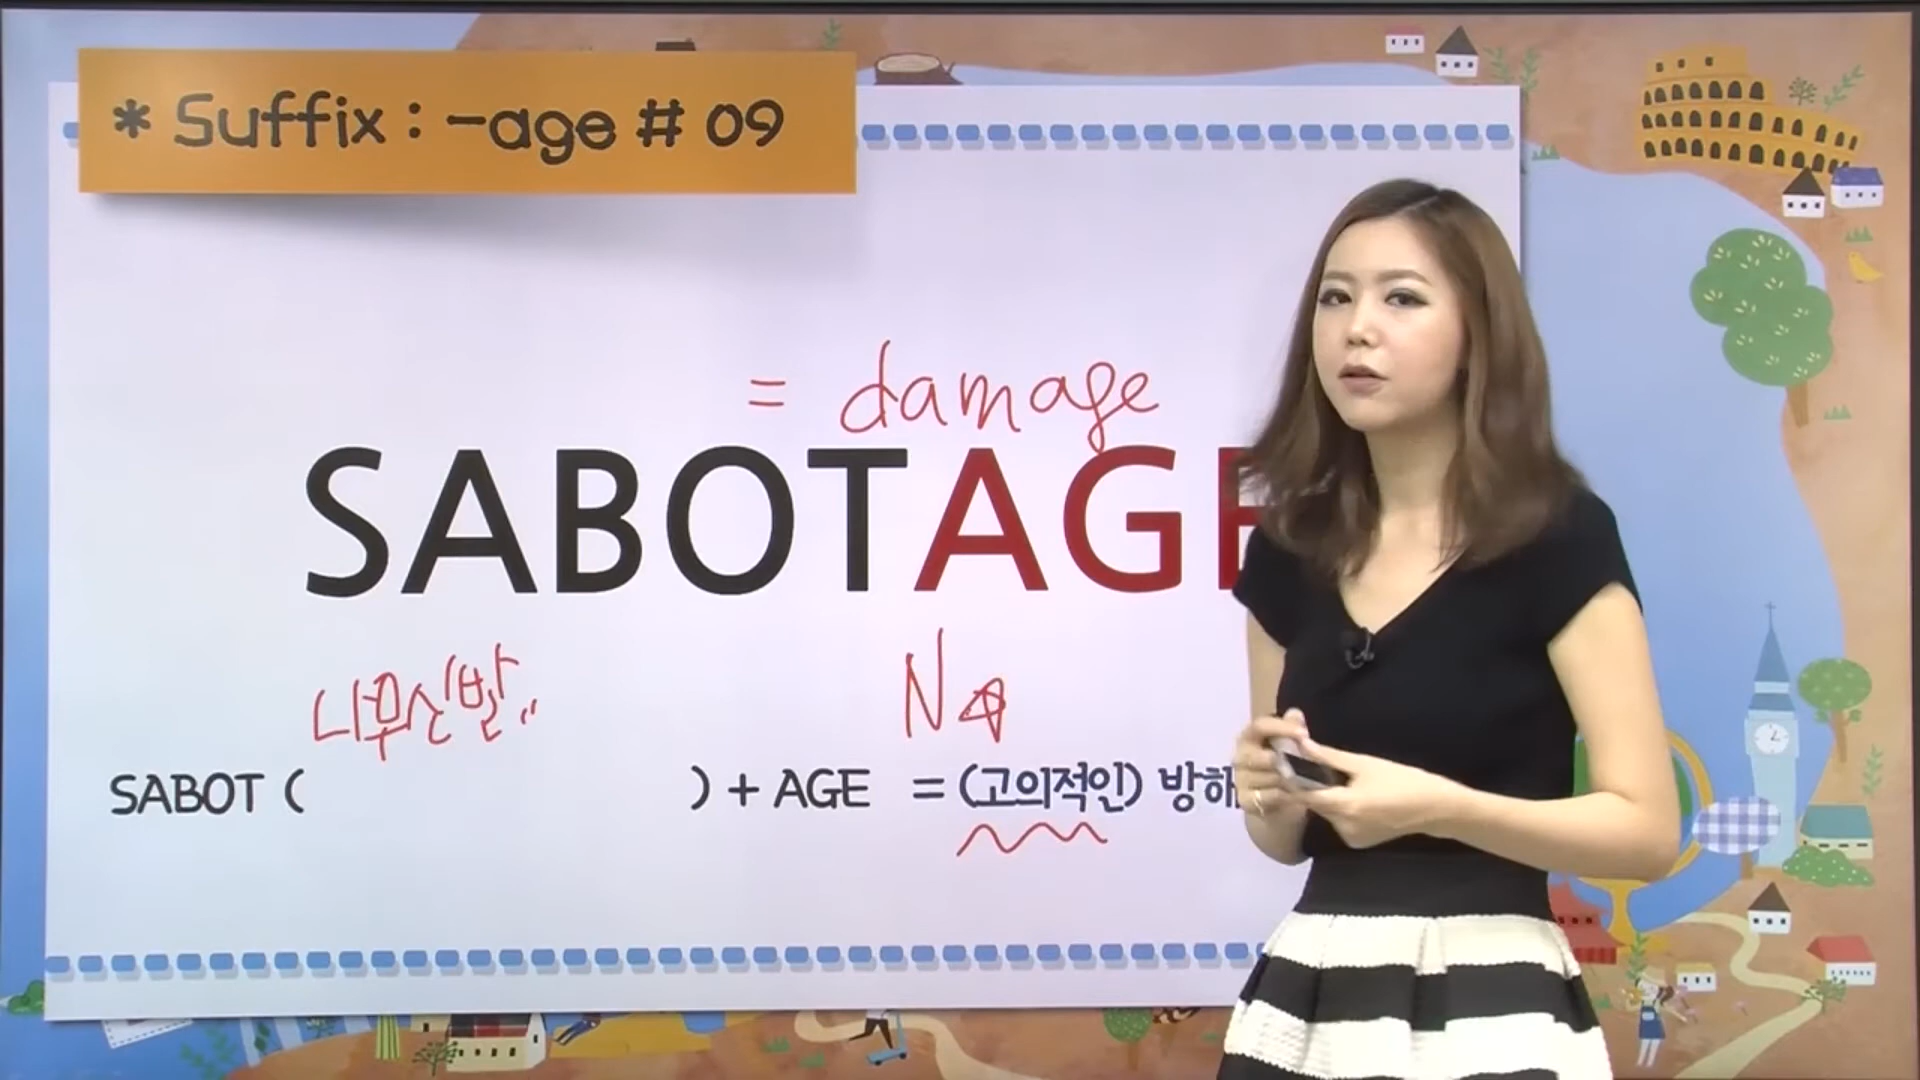 * Suffix : -age # 09
= damage
SABOTAGE
나무신발〃
N
SABOT ( ) + AGE = (고의적인) 방해